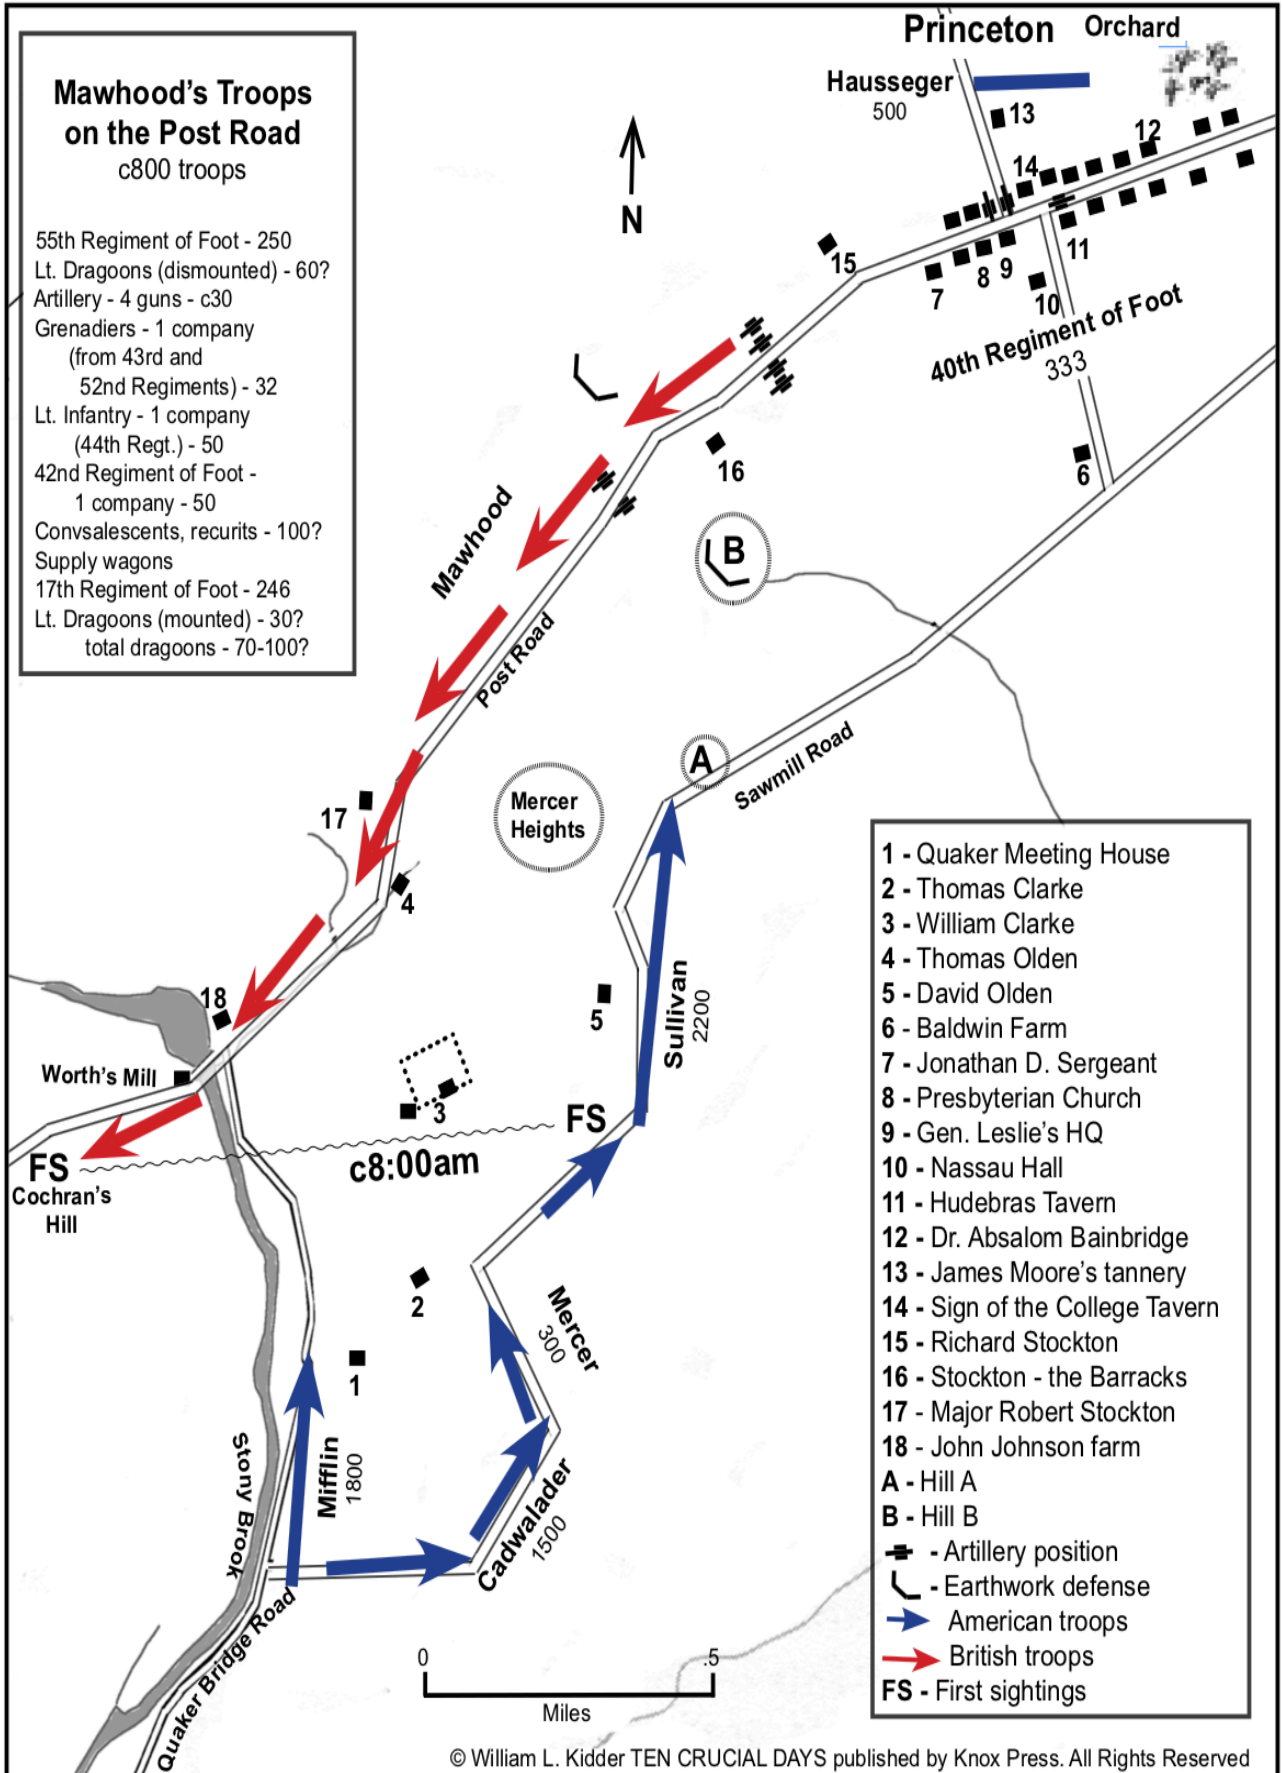 Princeton
Orchard
Hausseger
500
13
12
14
15
11
9
8
7
10
40th Regiment of Foot
333
6
N
Mawhood's Troops
on the Post Road
c800 troops
55th Regiment of Foot - 250
Lt. Dragoons (dismounted) - 60?
Artillery - 4 guns - c30
Grenadiers - 1 company
(from 43rd and
52nd Regiments) - 32
Lt. Infantry - 1 company
(44th Regt.) - 50
42nd Regiment of Foot -
1 company - 50
Convsalescents, recurits - 100?
Supply wagons
17th Regiment of Foot - 246
Lt. Dragoons (mounted) - 30?
total dragoons - 70-100?
16
Mawhood
B
Post Road
A
Sawmill Road
Mercer
Heights
17
4
18
5
Sullivan
2200
Worth's Mill
3
FS
FS
c8:00am
Cochran's
Hill
2
Mercer
300
1
Mifflin
1800
Stony Brook
Cadwalader
1500
Quaker Bridge Road
1 - Quaker Meeting House
2 - Thomas Clarke
3 - William Clarke
4 - Thomas Olden
5 - David Olden
6 - Baldwin Farm
7 - Jonathan D. Sergeant
8 - Presbyterian Church
9 - Gen. Leslie's HQ
10 - Nassau Hall
11 - Hudebras Tavern
12 - Dr. Absalom Bainbridge
13 - James Moore's tannery
14 - Sign of the College Tavern
15 - Richard Stockton
16 - Stockton - the Barracks
17 - Major Robert Stockton
18 - John Johnson farm
A - Hill A
B - Hill B
- Artillery position
- Earthwork defense
American troops
British troops
FS - First sightings
0 .5
Miles
© William L. Kidder TEN CRUCIAL DAYS published by Knox Press. All Rights Reserved